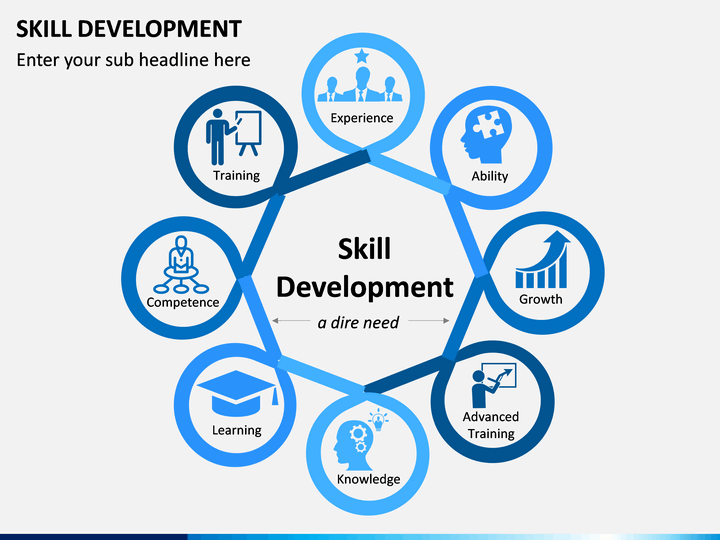 SKILL DEVELOPMENT
Enter your sub headline here
Experience
Training
Ability
Skill
Development
a dire need
Competence
Growth
Learning
Advanced
Training
Knowledge